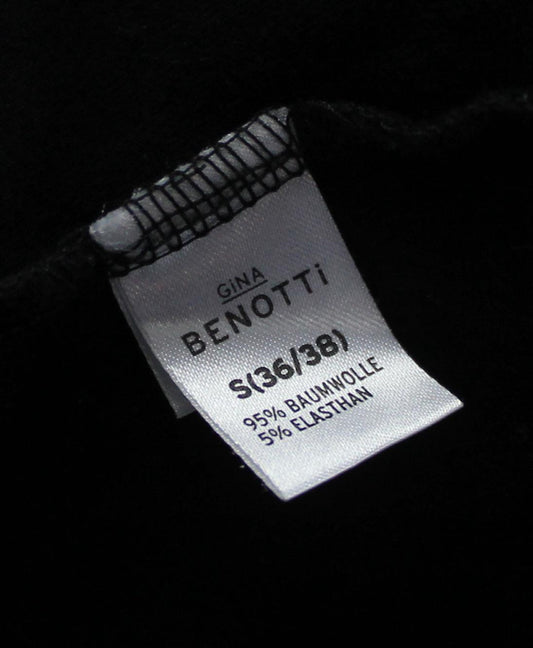 GiNA
BENOTTi
S(36/38)
95% BAUMWOLLE
5% ELASTHAN